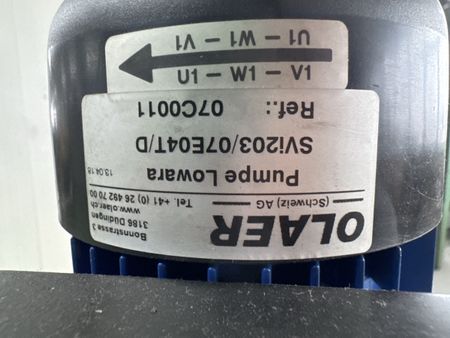 OLAER
(Schweiz) AG
Bonnstrasse 3
3186 Düdingen
www.olaer.ch
Tel. +41 (0) 26 492 70 00
Pumpe Lowara 13.04.18
SVi203/07E04T/D
Ref.: 07C0011
V1 – W1 – U1
U1 – W1 – V1